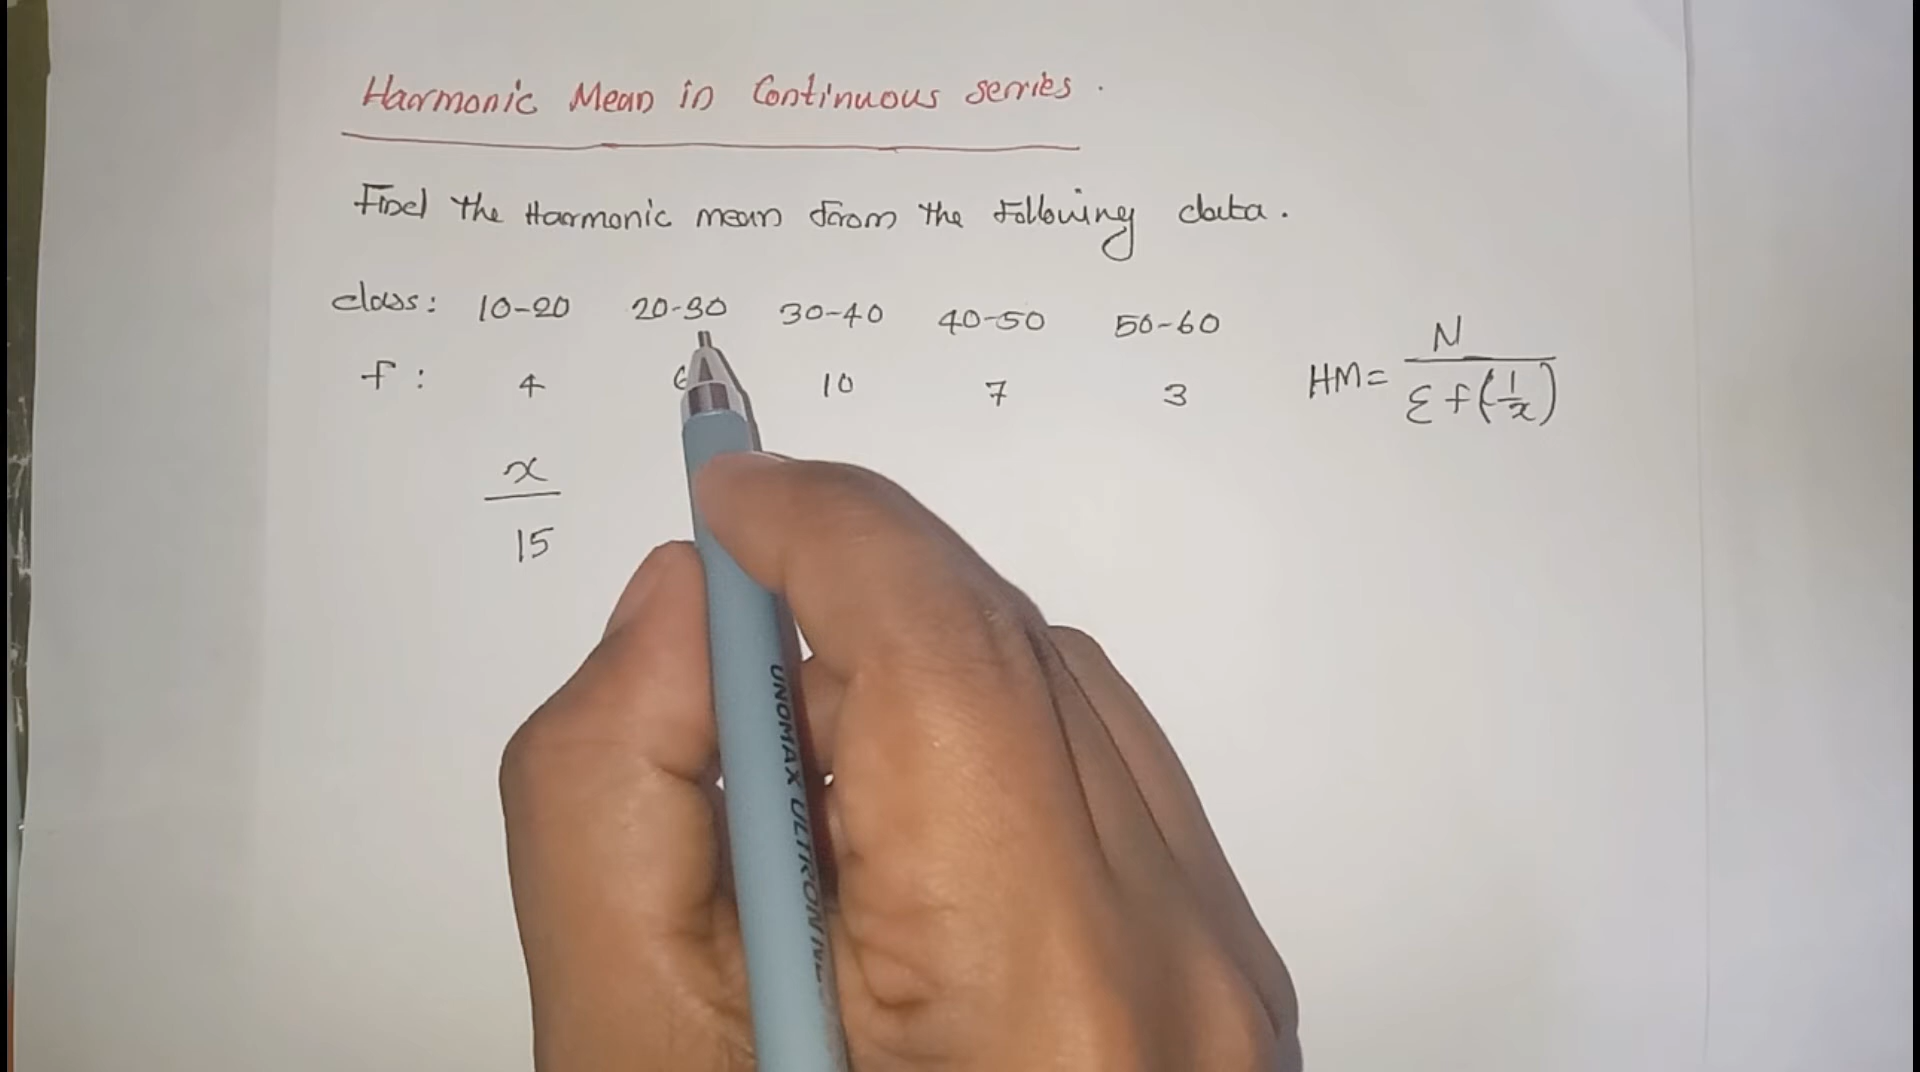 Harmonic Mean in Continuous series.
Find the Harmonic mean from the following data.
class: 10-20 20-30 30-40 40-50 50-60
f: 4 6 10 7 3
HM = N / Σf(1/x)
x
15
UNOMAX ULTRON